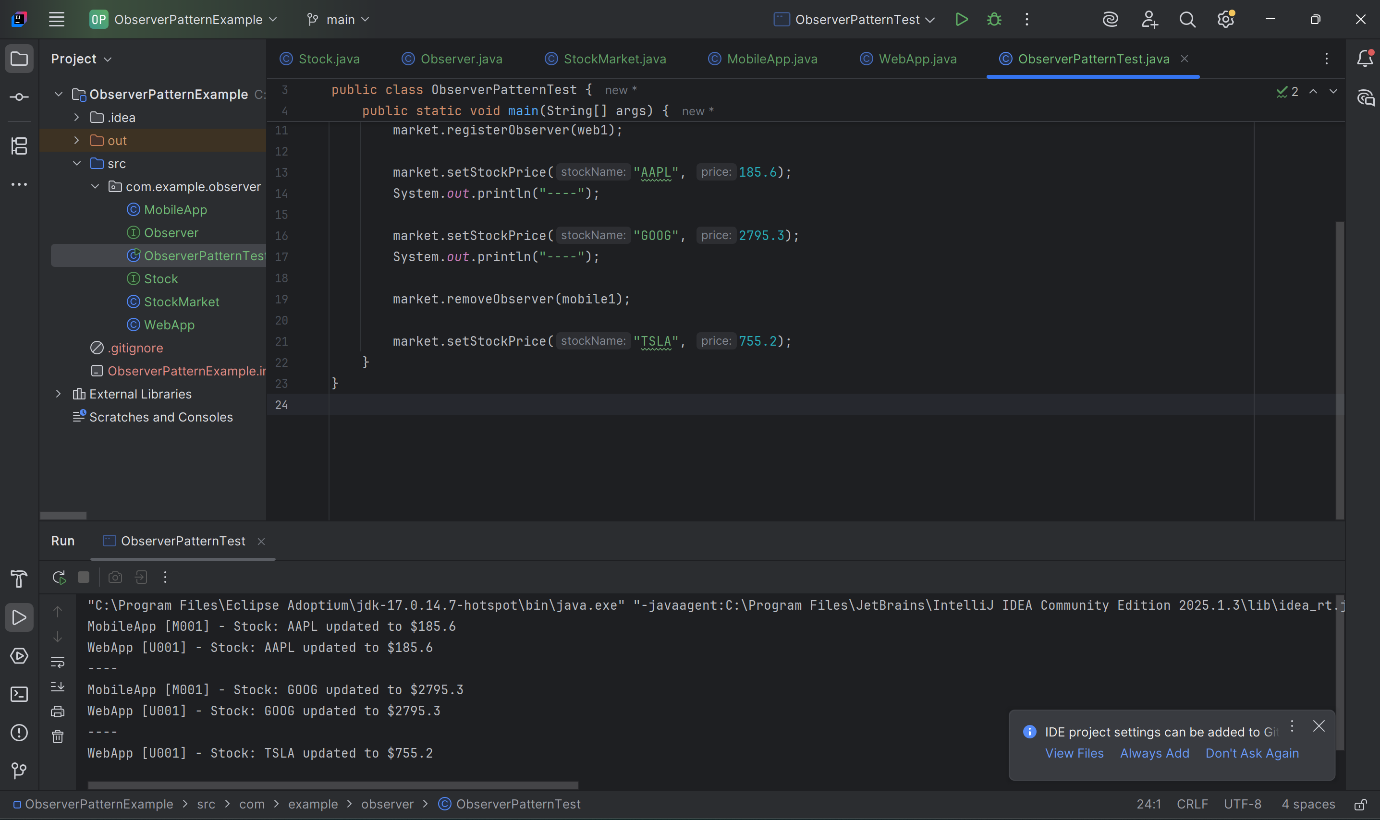 OP ObserverPatternExample main ObserverPatternTest
Project
Stock.java Observer.java StockMarket.java MobileApp.java WebApp.java ObserverPatternTest.java
ObserverPatternExample C:
.idea
out
src
com.example.observer
MobileApp
Observer
ObserverPatternTest
Stock
StockMarket
WebApp
.gitignore
ObserverPatternExample.in
External Libraries
Scratches and Consoles
2
3 public class ObserverPatternTest { new *
4 public static void main(String[] args) { new *
11 market.registerObserver(web1);
12
13 market.setStockPrice( stockName: "AAPL", price: 185.6);
14 System.out.println("----");
15
16 market.setStockPrice( stockName: "GOOG", price: 2795.3);
17 System.out.println("----");
18
19 market.removeObserver(mobile1);
20
21 market.setStockPrice( stockName: "TSLA", price: 755.2);
22 }
23 }
24
Run ObserverPatternTest
"C:\Program Files\Eclipse Adoptium\jdk-17.0.14.7-hotspot\bin\java.exe" "-javaagent:C:\Program Files\JetBrains\IntelliJ IDEA Community Edition 2025.1.3\lib\idea_rt.j
MobileApp [M001] - Stock: AAPL updated to $185.6
WebApp [U001] - Stock: AAPL updated to $185.6
----
MobileApp [M001] - Stock: GOOG updated to $2795.3
WebApp [U001] - Stock: GOOG updated to $2795.3
----
WebApp [U001] - Stock: TSLA updated to $755.2
IDE project settings can be added to Git
View Files Always Add Don't Ask Again
ObserverPatternExample > src > com > example > observer > ObserverPatternTest
24:1 CRLF UTF-8 4 spaces